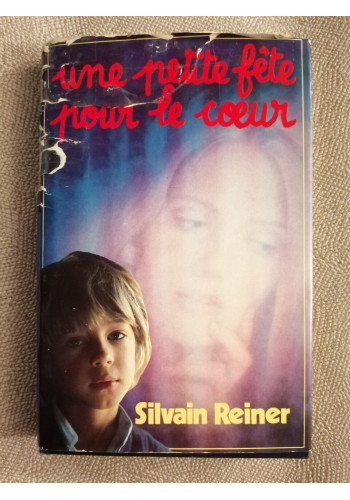 une petite fête
pour le cœur
Silvain Reiner